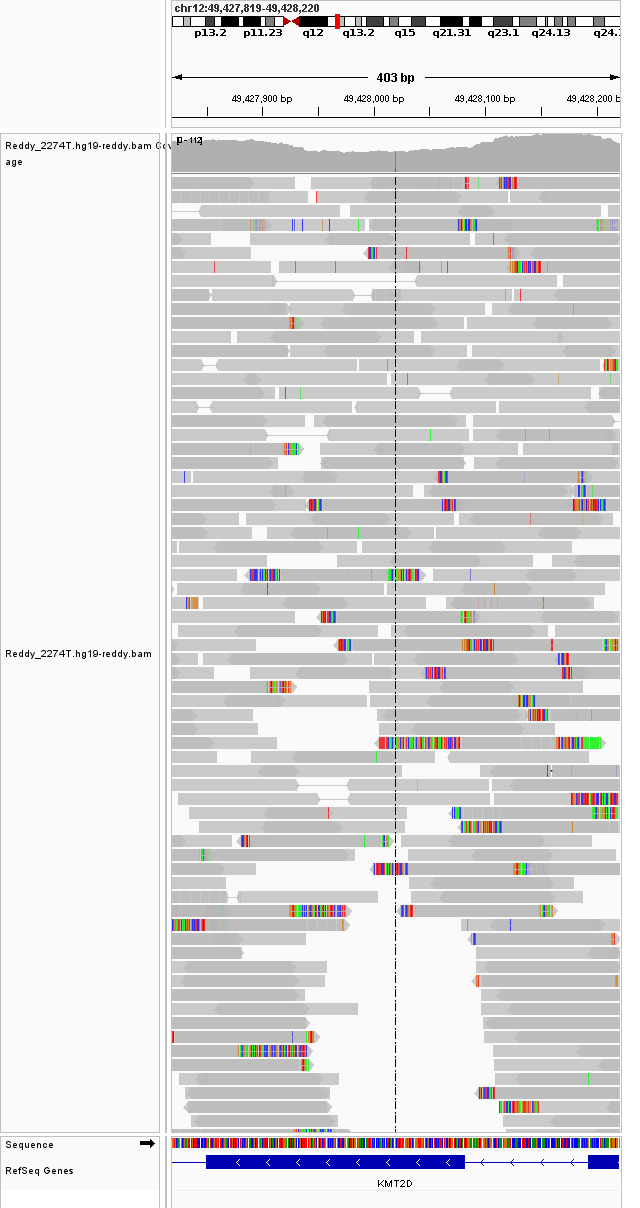 chr12:49,427,819-49,428,220
p13.2 p11.23 q12 q13.2 q15 q21.31 q23.1 q24.13 q24.
403 bp
49,427,900 bp 49,428,000 bp 49,428,100 bp 49,428,200 b
Reddy_2274T.hg19-reddy.bam Cov
age
[0 - 112]
Reddy_2274T.hg19-reddy.bam
Sequence
RefSeq Genes
KMT2D